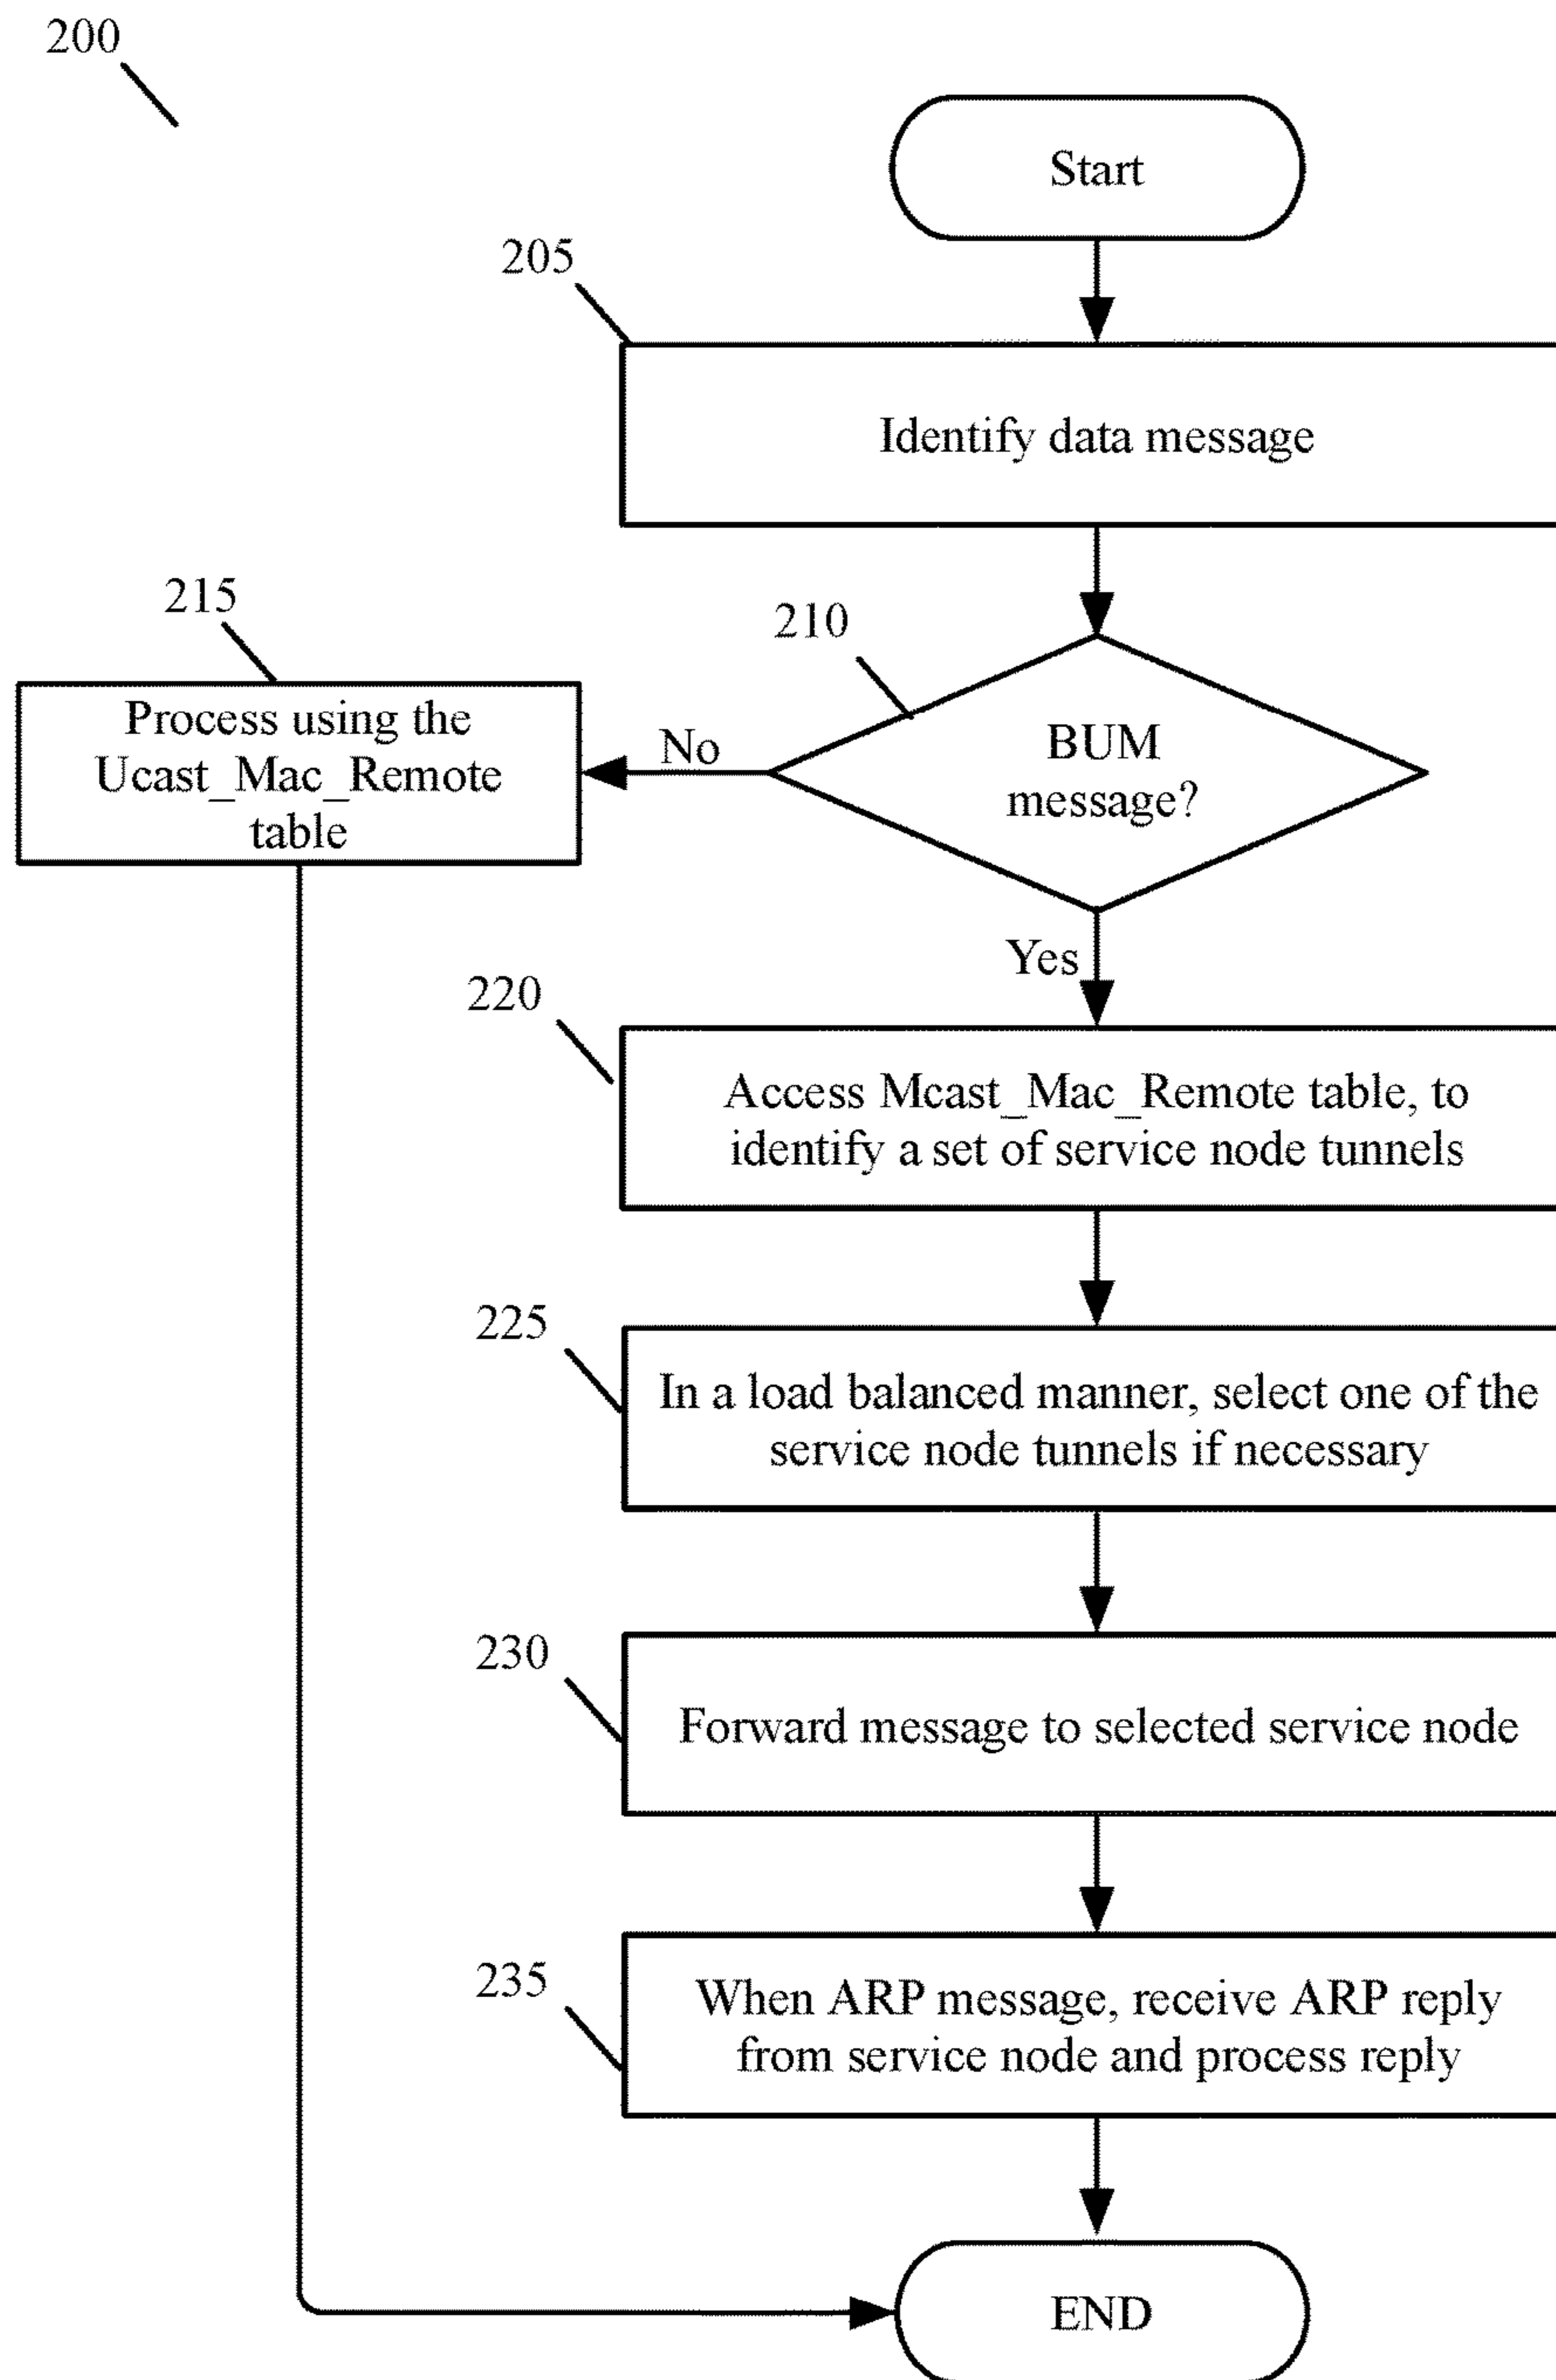 200
Start
205
Identify data message
215
210
Process using the
Ucast_Mac_Remote
table
No
BUM
message?
Yes
220
Access Mcast_Mac_Remote table, to
identify a set of service node tunnels
225
In a load balanced manner, select one of the
service node tunnels if necessary
230
Forward message to selected service node
235
When ARP message, receive ARP reply
from service node and process reply
END